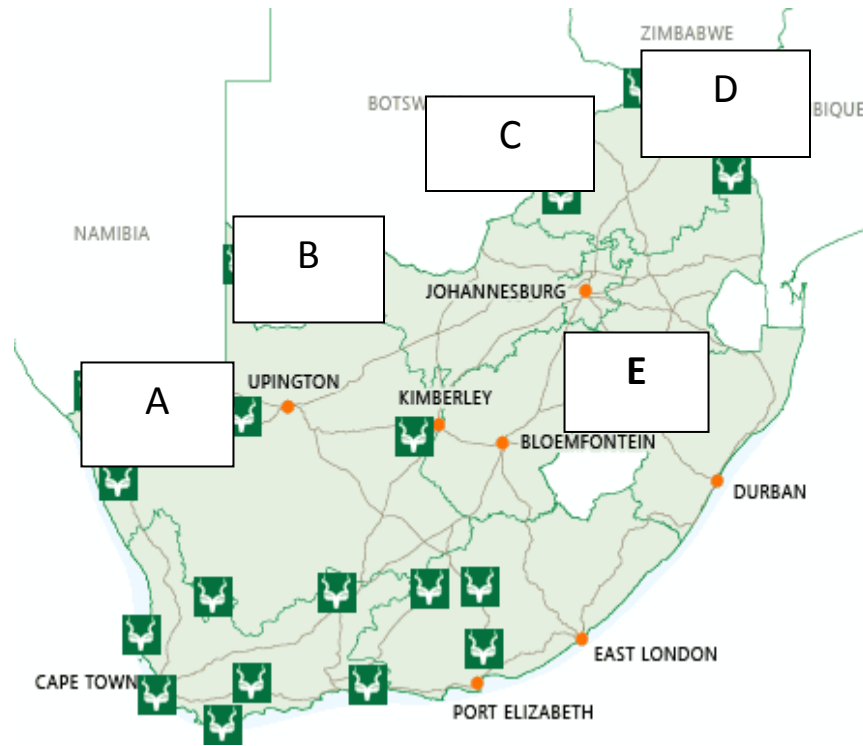 ZIMBABWE
D
BOTSW
BIQUE
C
NAMIBIA
B
JOHANNESBURG
E
A
UPINGTON
KIMBERLEY
BLOEMFONTEIN
DURBAN
EAST LONDON
CAPE TOWN
PORT ELIZABETH